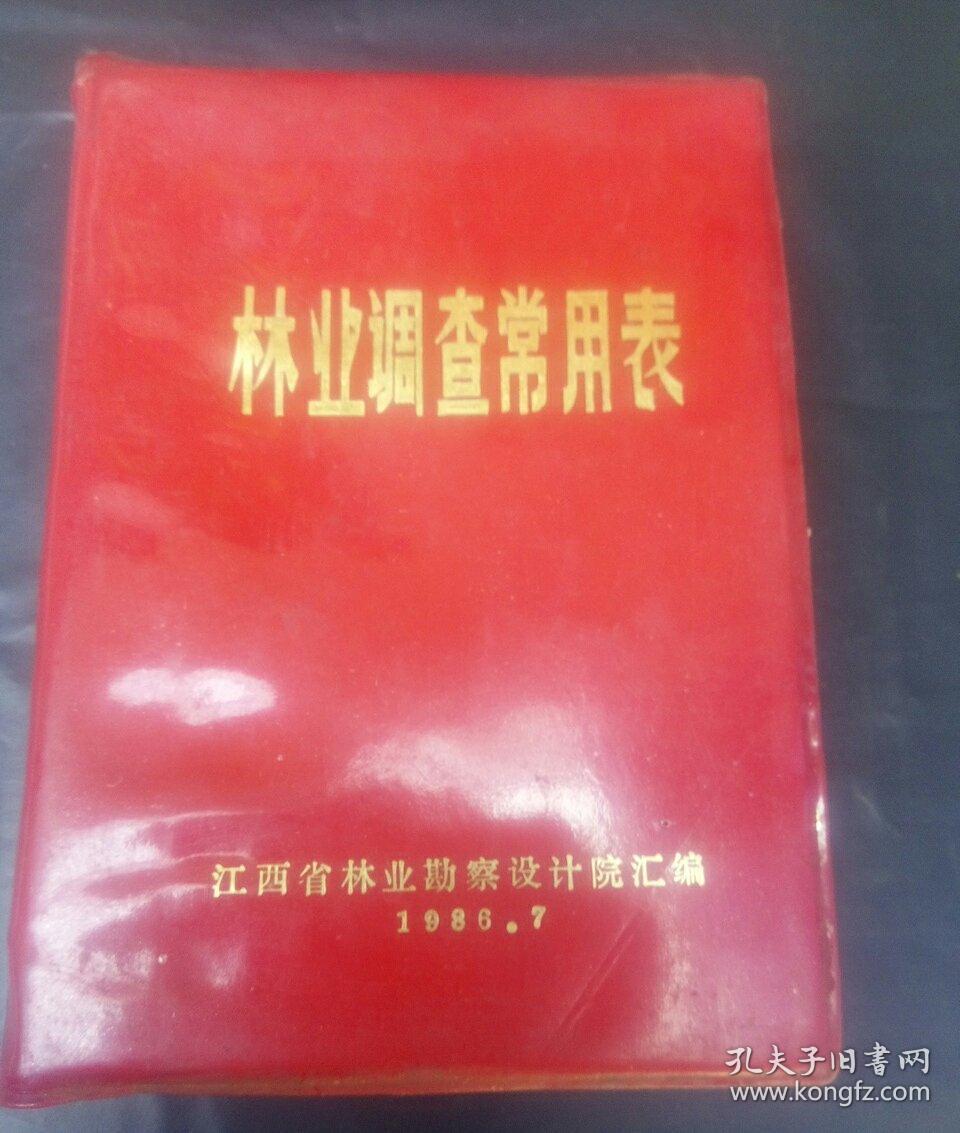 林业调查常用表
江西省林业勘察设计院汇编
1986.7
孔夫子旧书网
www.kongfz.com